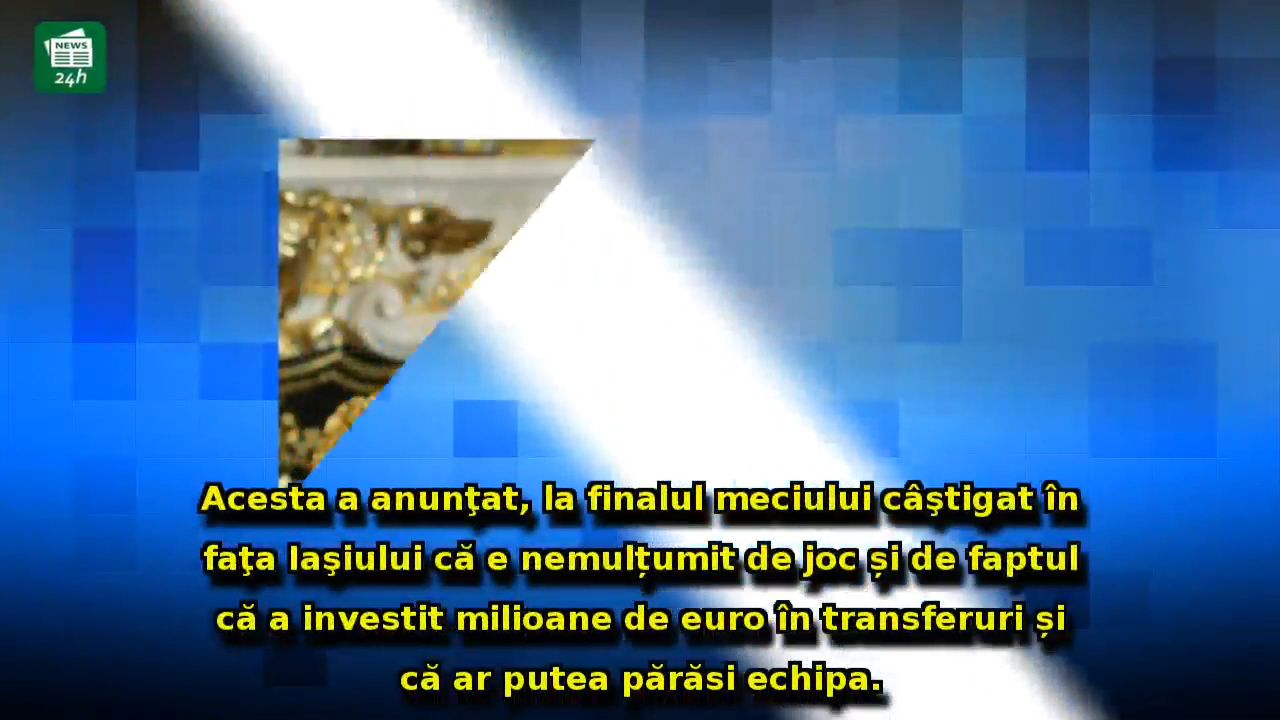 NEWS
24h
Acesta a anunţat, la finalul meciului câştigat în
faţa Iaşiului că e nemulțumit de joc și de faptul
că a investit milioane de euro în transferuri și
că ar putea părăsi echipa.